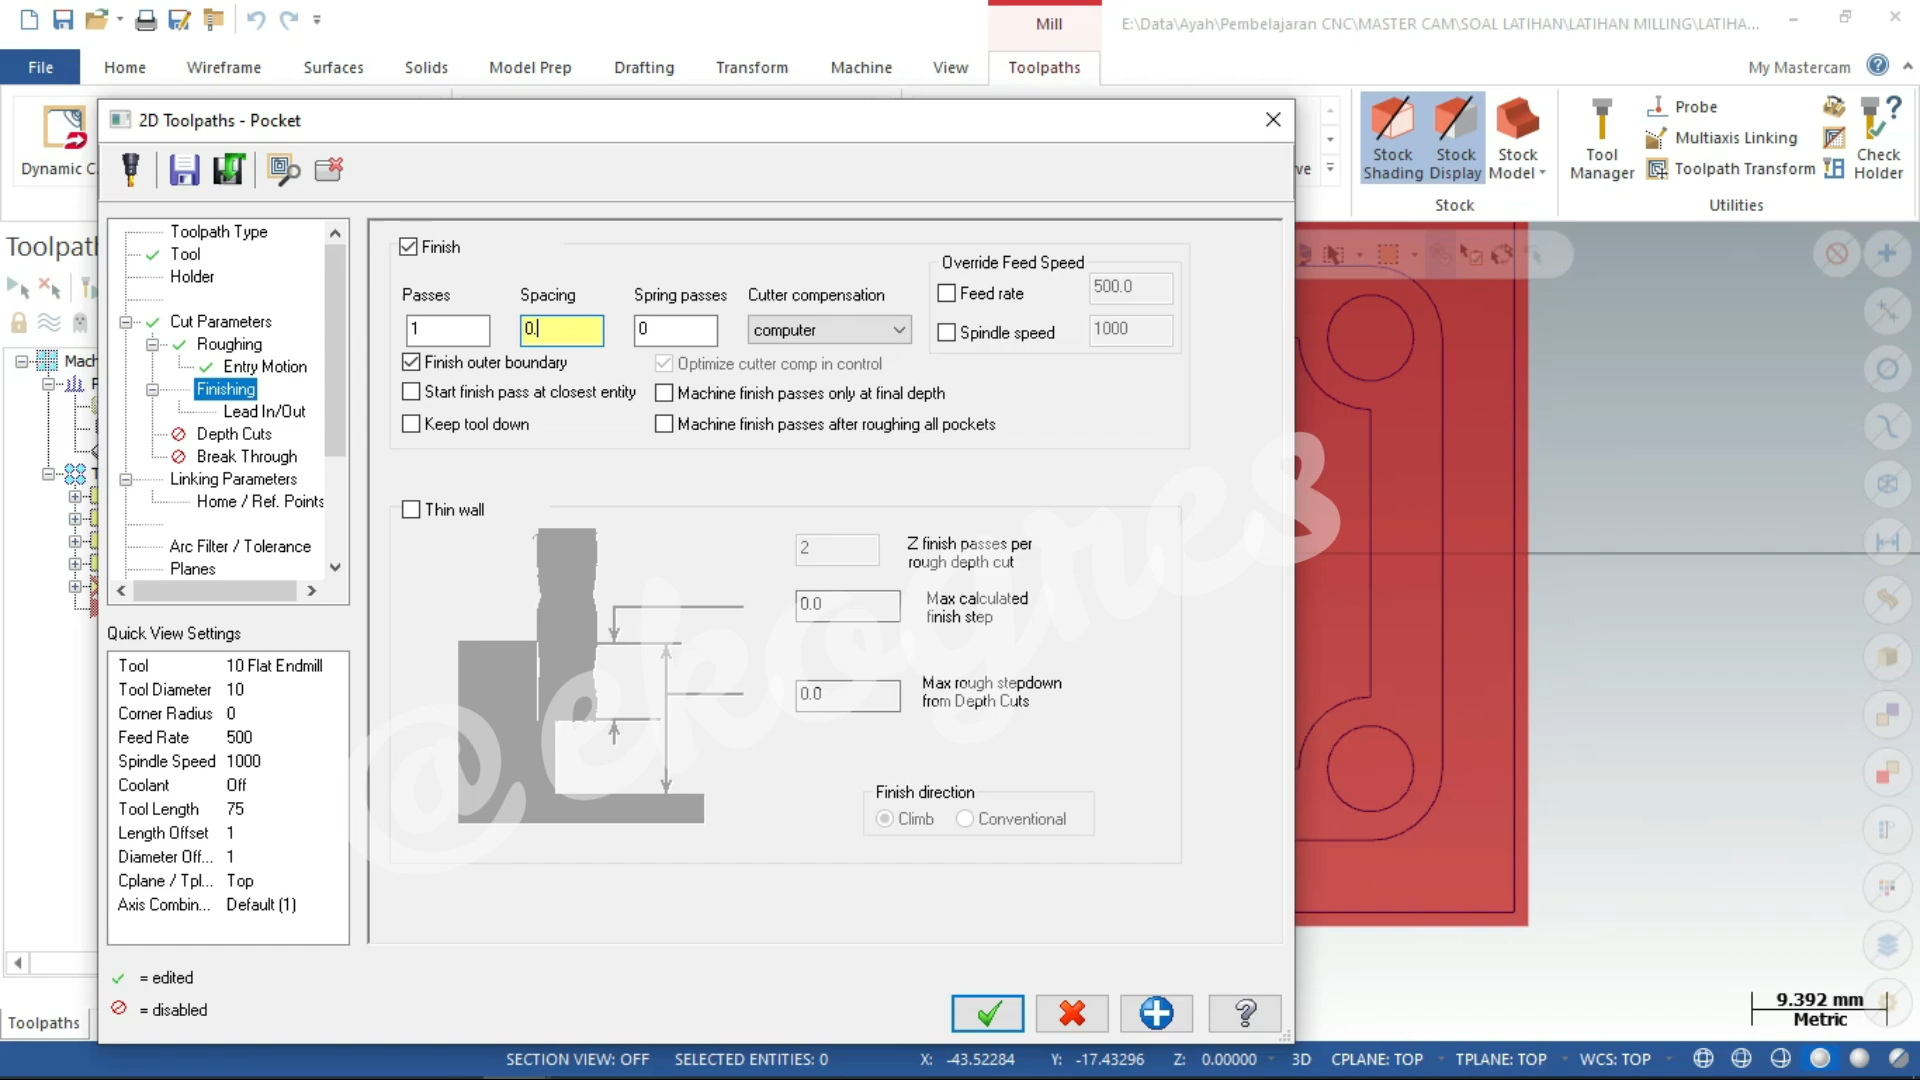 Mill
E:\Data\Ayah\Pembelajaran CNC\MASTER CAM\SOAL LATIHAN\LATIHAN MILLING\LATIHA...
File
Home
Wireframe
Surfaces
Solids
Model Prep
Drafting
Transform
Machine
View
Toolpaths
My Mastercam
Dynamic C
2D Toolpaths - Pocket
ve
Stock Shading
Stock Display
Stock Model
Stock
Tool Manager
Probe
Multiaxis Linking
Toolpath Transform
Check Holder
Utilities
Toolpath
Mach
Toolpath Type
Tool
Holder
Cut Parameters
Roughing
Entry Motion
Finishing
Lead In/Out
Depth Cuts
Break Through
Linking Parameters
Home / Ref. Points
Arc Filter / Tolerance
Planes
Quick View Settings
Tool 10 Flat Endmill
Tool Diameter 10
Corner Radius 0
Feed Rate 500
Spindle Speed 1000
Coolant Off
Tool Length 75
Length Offset 1
Diameter Off... 1
Cplane / Tpl... Top
Axis Combin... Default (1)
= edited
= disabled
Finish
Passes
Spacing
Spring passes
Cutter compensation
1
0.
0
computer
Override Feed Speed
Feed rate 500.0
Spindle speed 1000
Finish outer boundary
Optimize cutter comp in control
Start finish pass at closest entity
Machine finish passes only at final depth
Keep tool down
Machine finish passes after roughing all pockets
Thin wall
2
Z finish passes per
rough depth cut
0.0
Max calculated
finish step
0.0
Max rough stepdown
from Depth Cuts
Finish direction
Climb
Conventional
@ekogres
9.392 mm
Metric
Toolpaths
SECTION VIEW: OFF
SELECTED ENTITIES: 0
X: -43.52284
Y: -17.43296
Z: 0.00000
3D
CPLANE: TOP
TPLANE: TOP
WCS: TOP